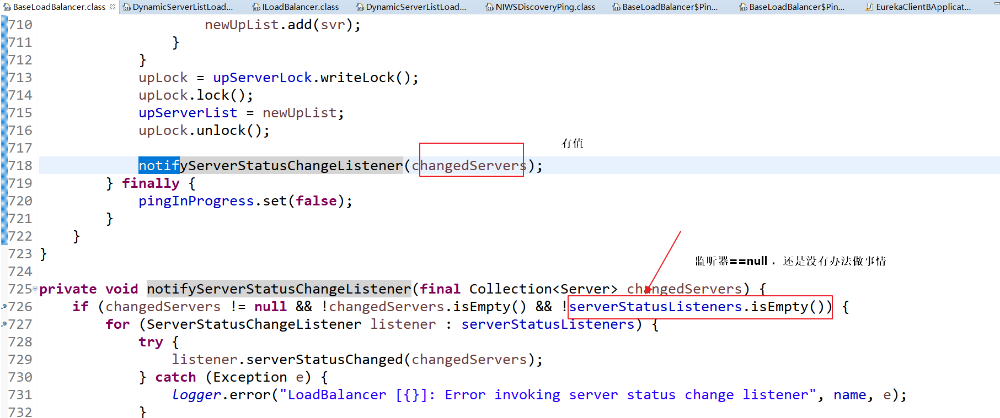 BaseLoadBalancer.class DynamicServerListLoad... ILoadBalancer.class DynamicServerListLoad... NIWSDiscoveryPing.class BaseLoadBalancer$Pin... BaseLoadBalancer$Pin... EurekaClientBApplicat...
710 newUpList.add(svr);
711 }
712 }
713 upLock = upServerLock.writeLock();
714 upLock.lock();
715 upServerList = newUpList;
716 upLock.unlock();
717
有值
718 notifyServerStatusChangeListener(changedServers);
719 } finally {
720 pingInProgress.set(false);
721 }
722 }
723 }
监听器==null ，还是没有办法做事情
724
725 private void notifyServerStatusChangeListener(final Collection<Server> changedServers) {
726 if (changedServers != null && !changedServers.isEmpty() && !serverStatusListeners.isEmpty()) {
727 for (ServerStatusChangeListener listener : serverStatusListeners) {
728 try {
729 listener.serverStatusChanged(changedServers);
730 } catch (Exception e) {
731 logger.error("LoadBalancer [{}]: Error invoking server status change listener", name, e);
732 }